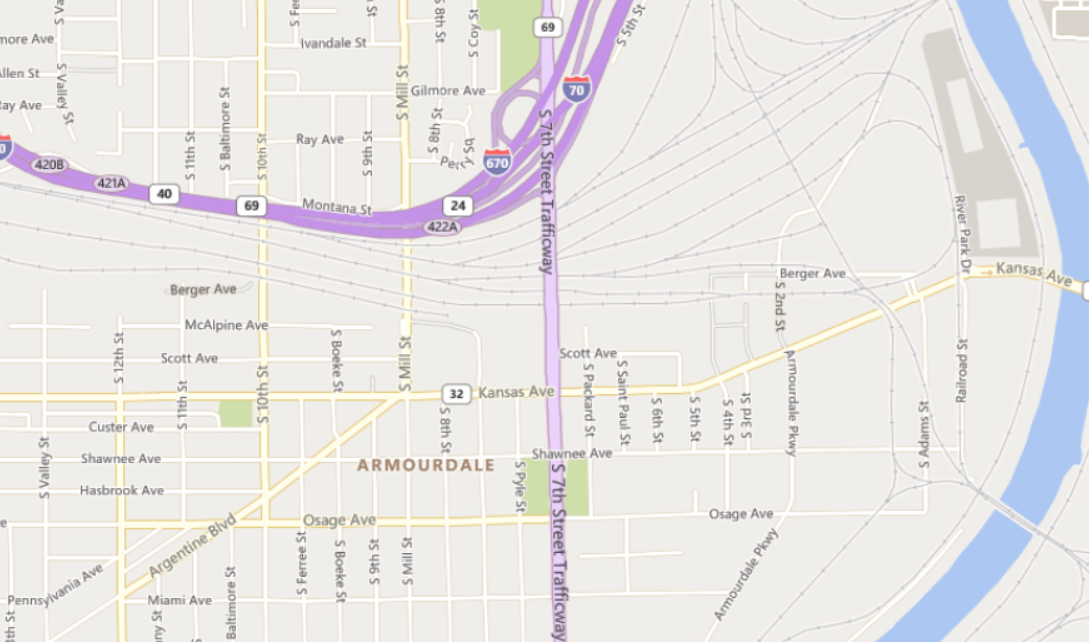 69
S 5th St
S 8th St
S Coy St
Ivandale St
more Ave
S Valley St
Allen St
Ray Ave
S Mill St
Gilmore Ave
70
S 8th St
S 7th Street Trafficway
S Baltimore St
S 11th St
S 10th St
Ray Ave
S 9th St
Perry Sq
670
420B
421A
40
69
Montana St
24
422A
River Park Dr
Kansas Ave
Berger Ave
Berger Ave
S 2nd St
McAlpine Ave
S 12th St
S Boeke St
S Mill St
Scott Ave
Scott Ave
S 11th St
S 10th St
32
Kansas Ave
S Packard St
S Saint Paul St
S 6th St
S 5th St
S 4th St
S 3rd St
Armourdale Pkwy
Railroad St
S Adams St
Custer Ave
S 8th St
S Valley St
Shawnee Ave
Shawnee Ave
ARMOURDALE
S Pyle St
S 7th Street Trafficway
Hasbrook Ave
Osage Ave
Osage Ave
Argentine Blvd
S Ferree St
S Boeke St
S 9th St
S Mill St
Armourdale Pkwy
Pennsylvania Ave
Miami Ave
S Baltimore St